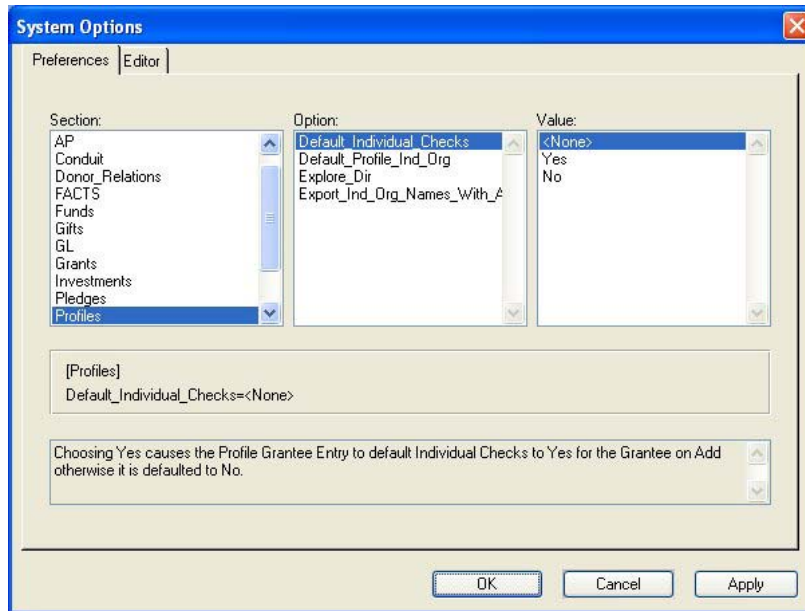 System Options
Preferences
Editor
Section:
AP
Conduit
Donor_Relations
FACTS
Funds
Gifts
GL
Grants
Investments
Pledges
Profiles
Option:
Default_Individual_Checks
Default_Profile_Ind_Org
Explore_Dir
Export_Ind_Org_Names_With_A
Value:
<None>
Yes
No
[Profiles]
Default_Individual_Checks=<None>
Choosing Yes causes the Profile Grantee Entry to default Individual Checks to Yes for the Grantee on Add
otherwise it is defaulted to No.
OK
Cancel
Apply